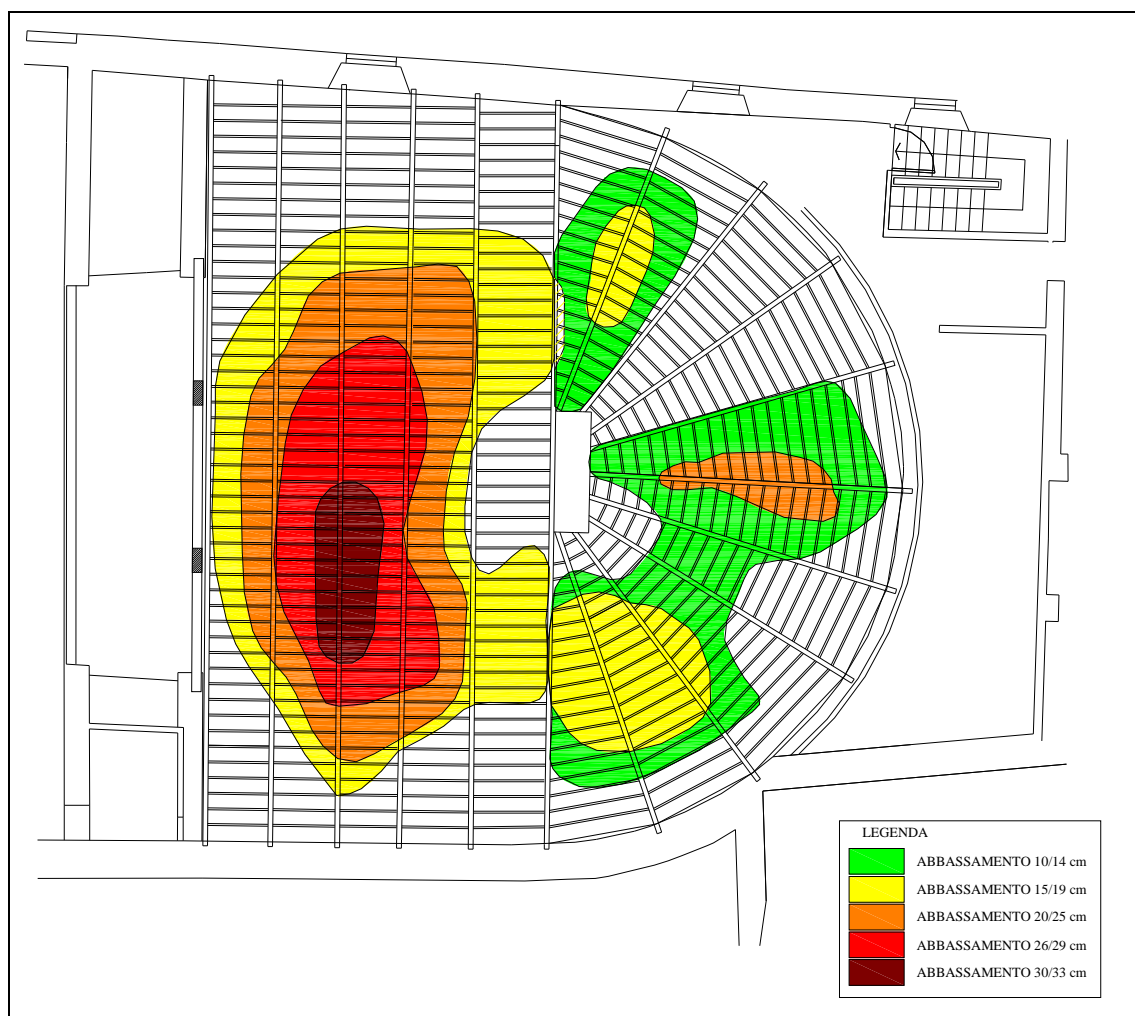 LEGENDA
ABBASSAMENTO 10/14 cm
ABBASSAMENTO 15/19 cm
ABBASSAMENTO 20/25 cm
ABBASSAMENTO 26/29 cm
ABBASSAMENTO 30/33 cm